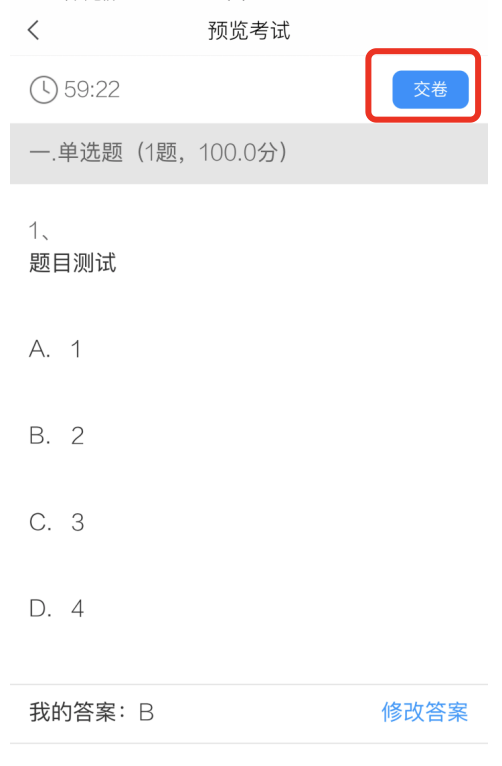 预览考试
59:22
交卷
一.单选题（1题，100.0分）
1、
题目测试
A. 1
B. 2
C. 3
D. 4
我的答案：B
修改答案